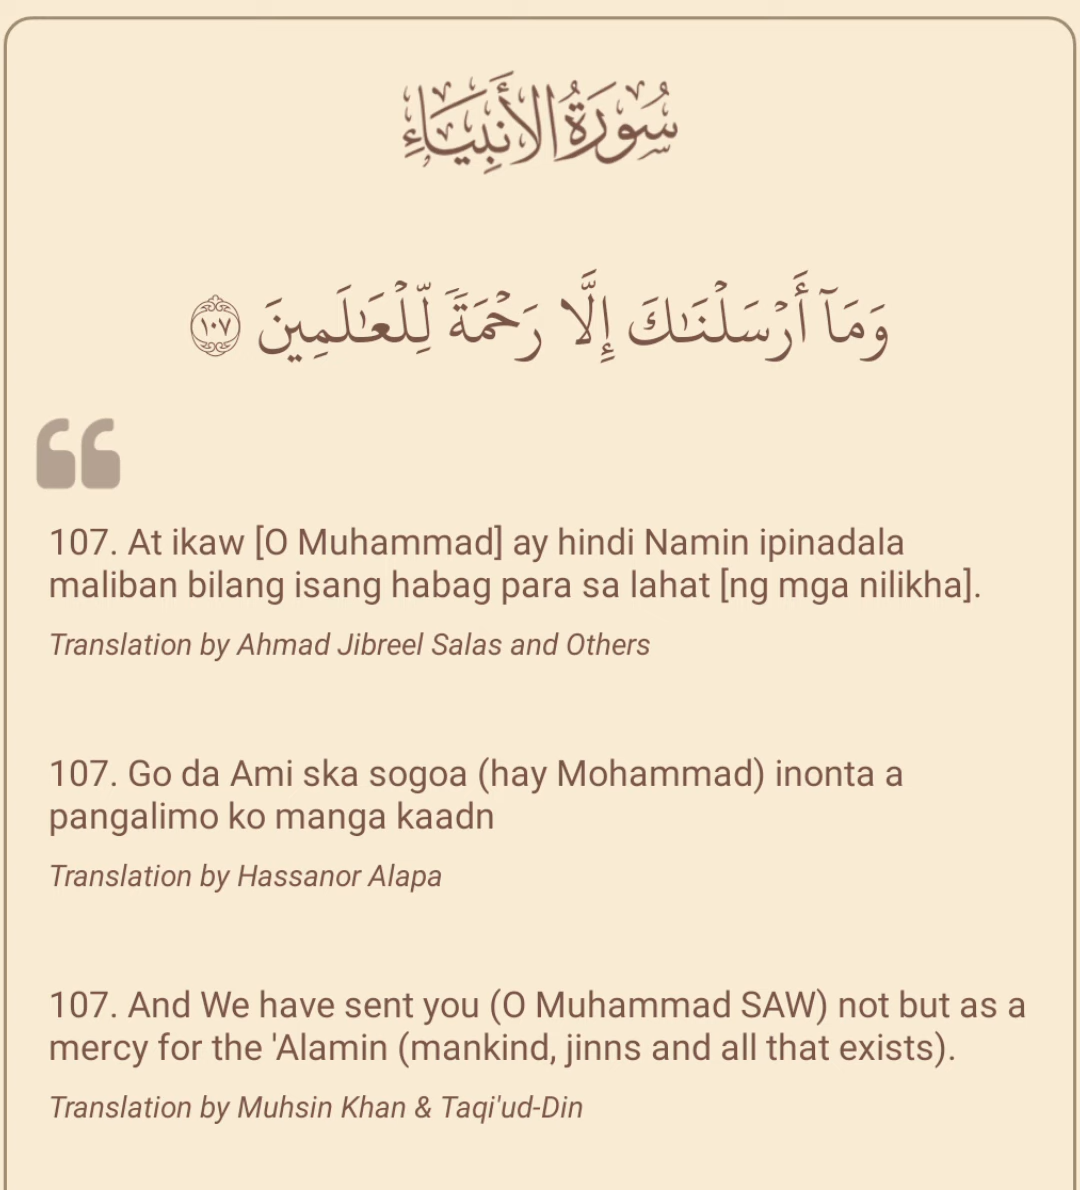 سُورَةُ الأَنبِيَاءِ
وَمَآ أَرْسَلْنَـٰكَ إِلَّا رَحْمَةً لِّلْعَـٰلَمِينَ ١٠٧
107. At ikaw [O Muhammad] ay hindi Namin ipinadala
maliban bilang isang habag para sa lahat [ng mga nilikha].
Translation by Ahmad Jibreel Salas and Others
107. Go da Ami ska sogoa (hay Mohammad) inonta a
pangalimo ko manga kaadn
Translation by Hassanor Alapa
107. And We have sent you (O Muhammad SAW) not but as a
mercy for the 'Alamin (mankind, jinns and all that exists).
Translation by Muhsin Khan & Taqi'ud-Din